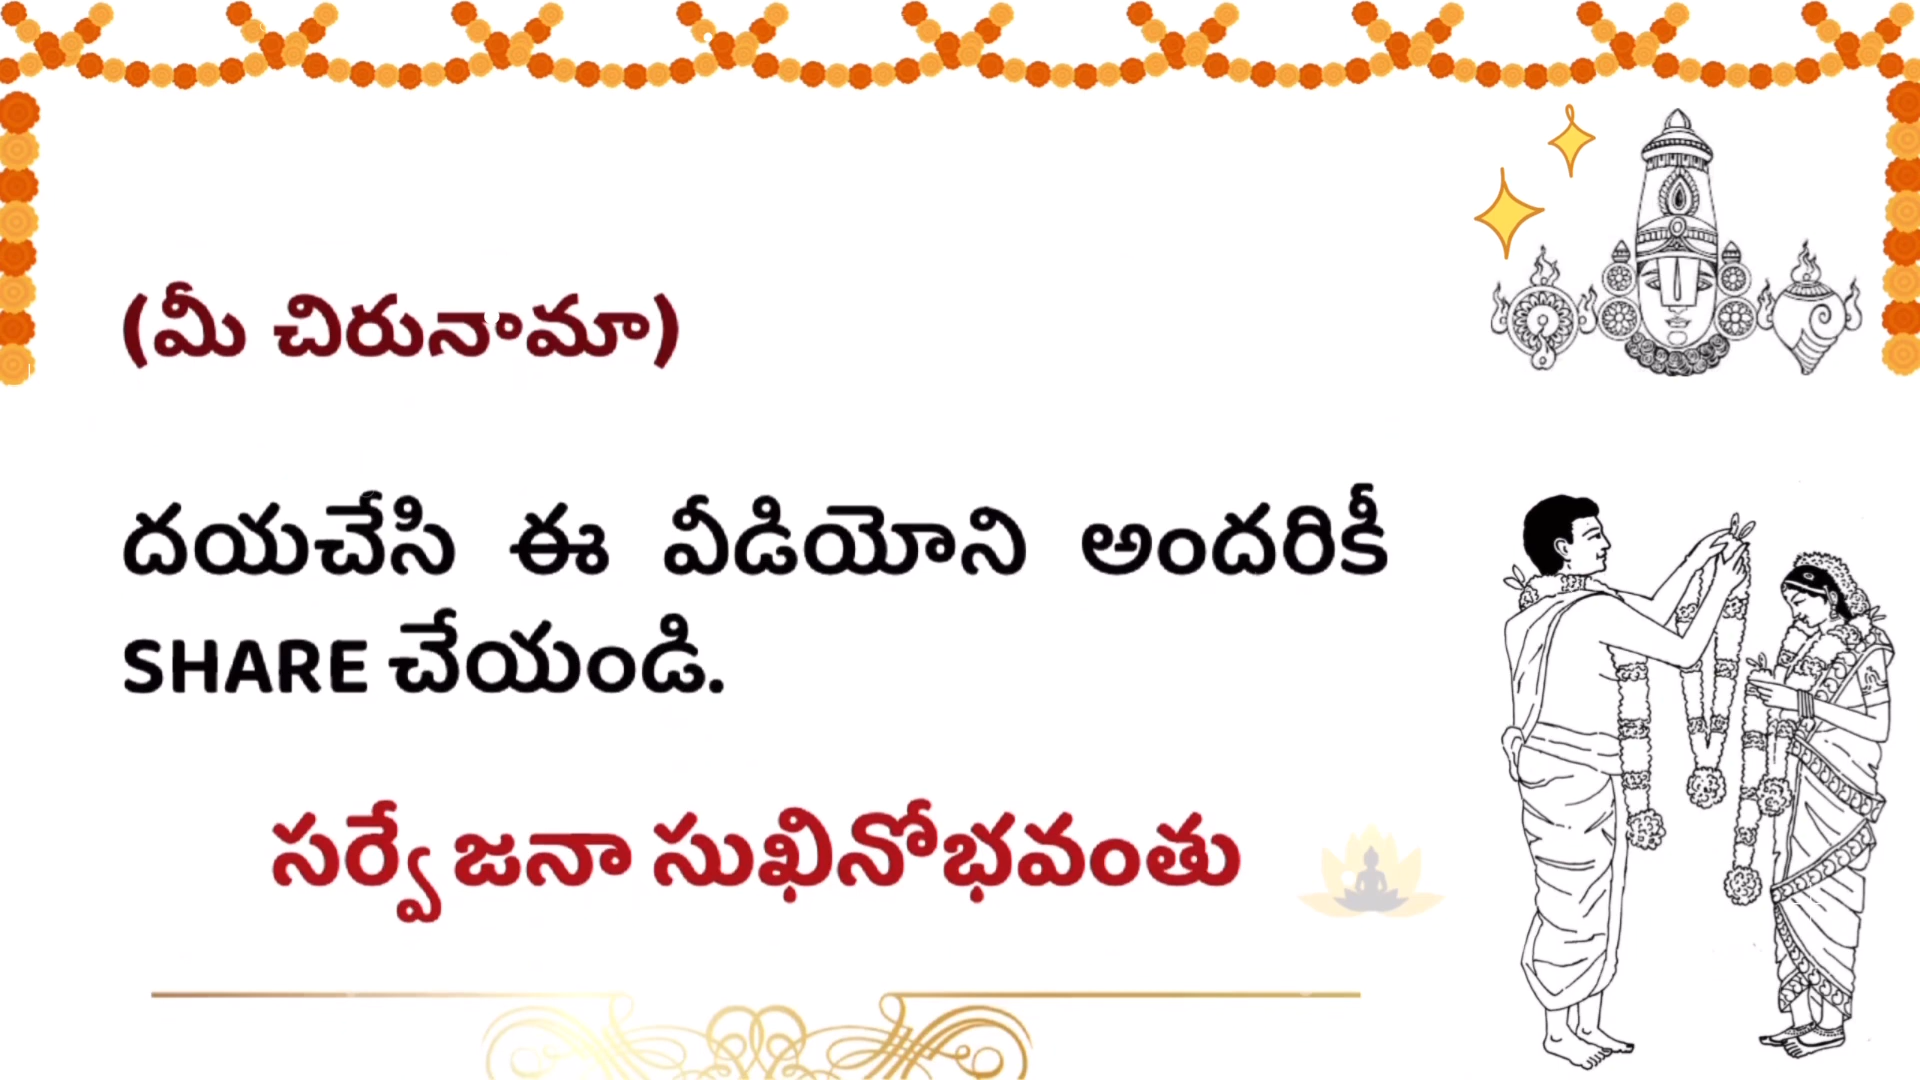 (మీ చిరునామా)
దయచేసి ఈ వీడియోని అందరికీ
SHARE చేయండి.
సర్వే జనా సుఖినోభవంతు